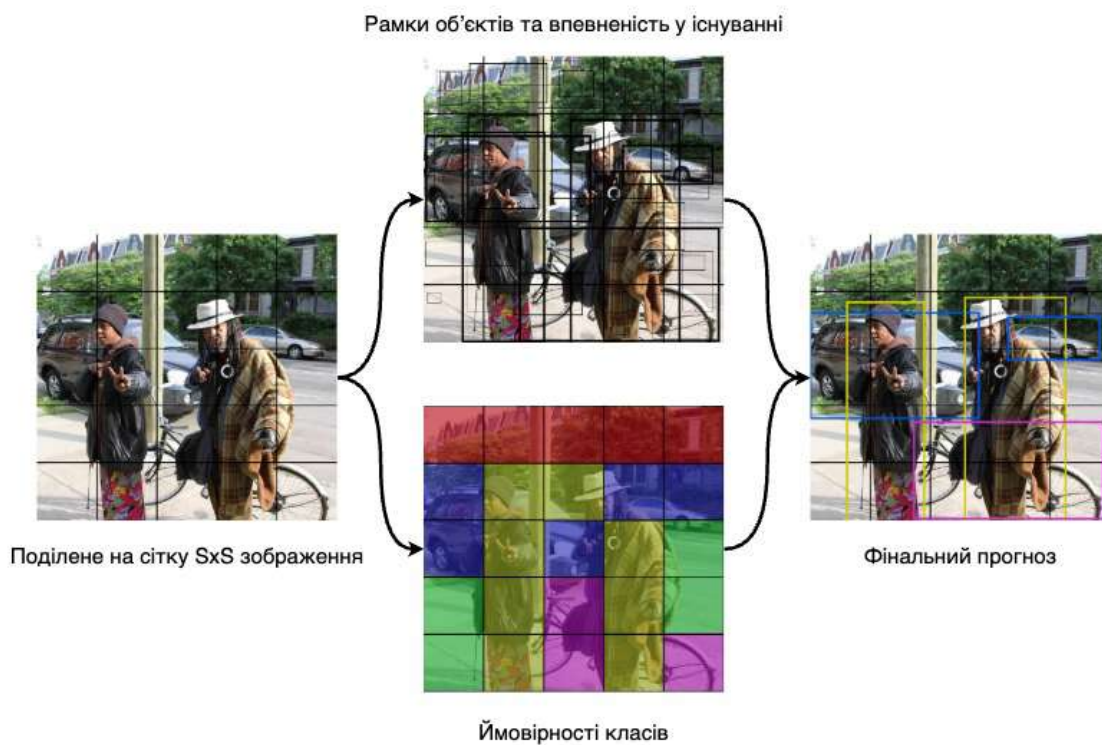 Рамки об’єктів та впевненість у існуванні
Поділене на сітку SxS зображення
Фінальний прогноз
Ймовірності класів